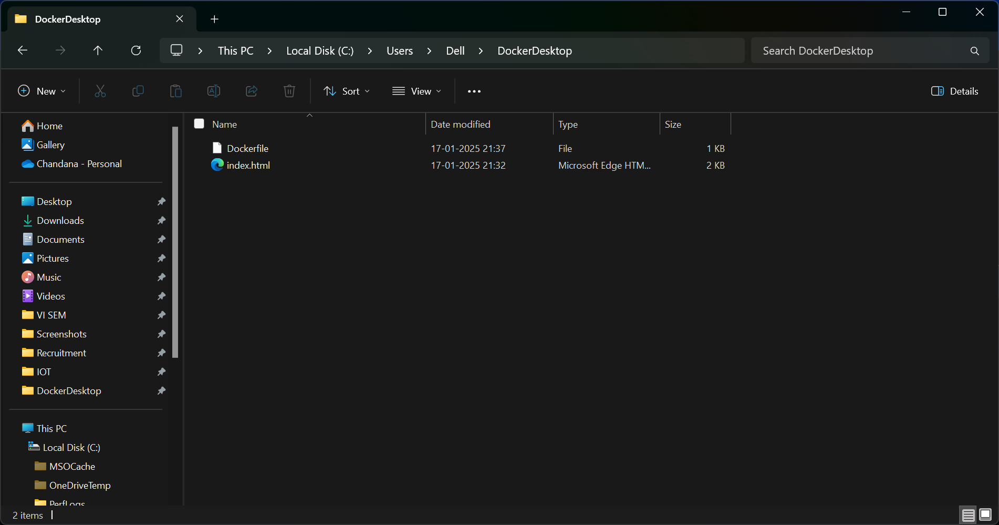 DockerDesktop
This PC > Local Disk (C:) > Users > Dell > DockerDesktop
Search DockerDesktop
New
Sort
View
Details
Home
Gallery
Chandana - Personal
Desktop
Downloads
Documents
Pictures
Music
Videos
VI SEM
Screenshots
Recruitment
IOT
DockerDesktop
This PC
Local Disk (C:)
MSOCache
OneDriveTemp
PerfLogs
Name Date modified Type Size
Dockerfile 17-01-2025 21:37 File 1 KB
index.html 17-01-2025 21:32 Microsoft Edge HTM... 2 KB
2 items